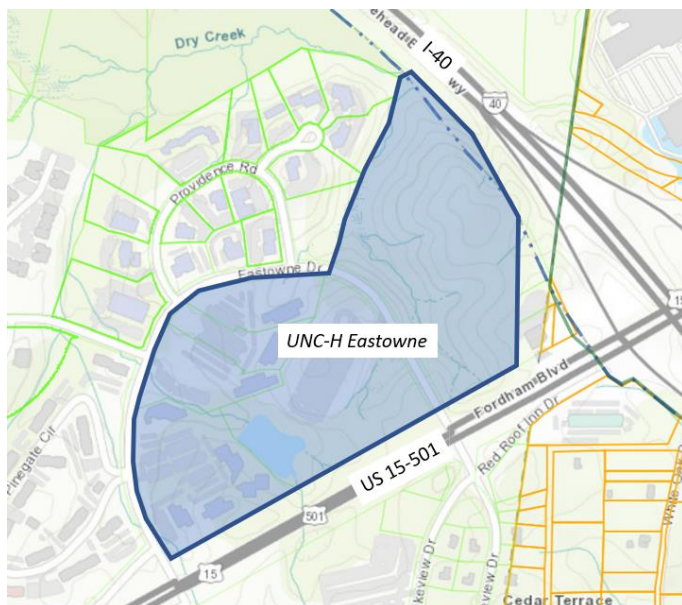 Dry Creek
I-40
40
Providence Rd
Eastowne Dr
UNC-H Eastowne
Fordham Blvd
15
Red Roof Inn Dr
US 15-501
Pinegate Cir
501
15
Cedar Terrace